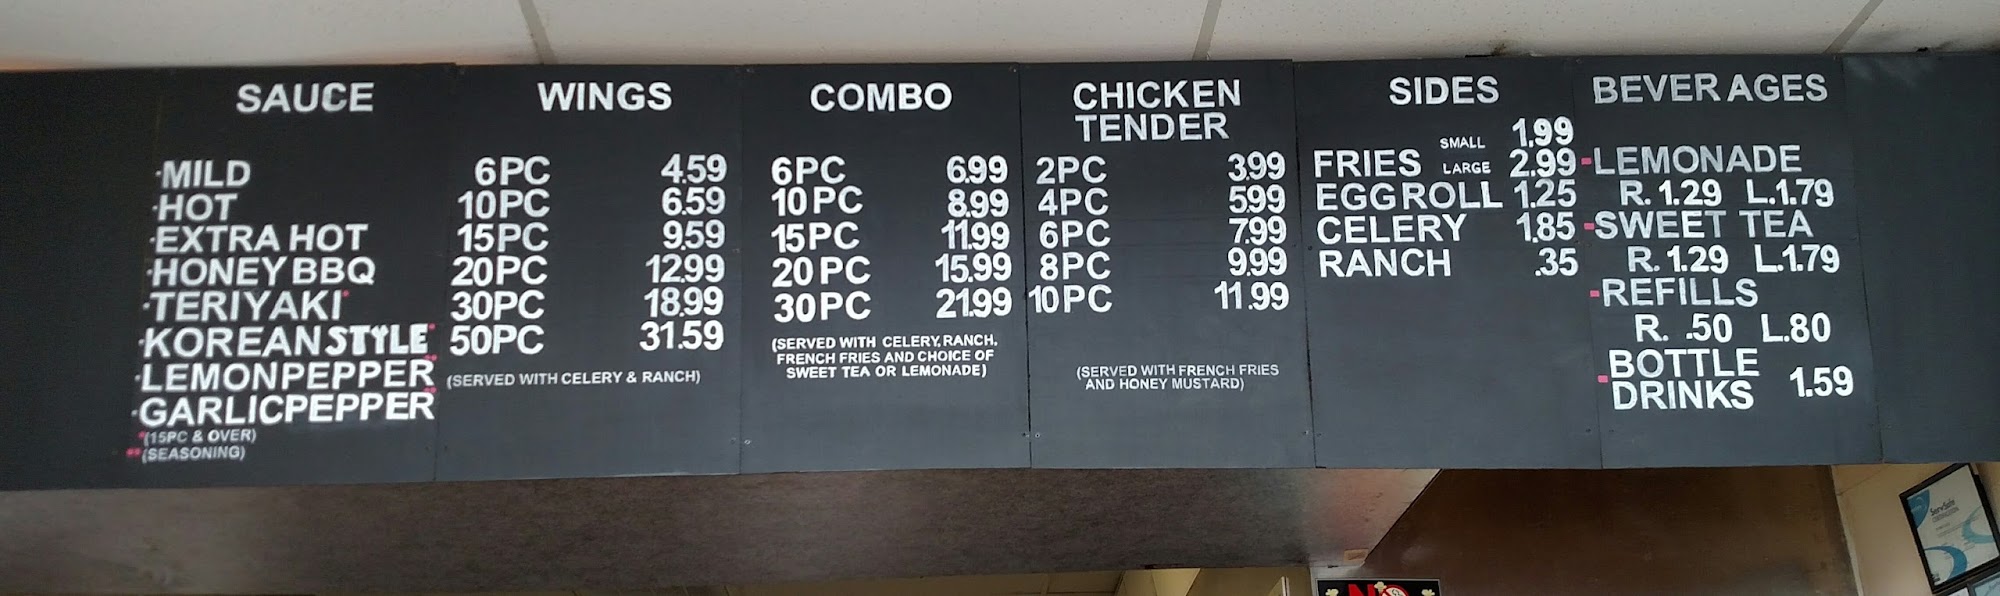 SAUCE
·MILD
·HOT
·EXTRA HOT
·HONEY BBQ
·TERIYAKI*
·KOREAN STYLE*
·LEMONPEPPER**
·GARLICPEPPER**
*(15PC & OVER)
**(SEASONING)
WINGS
6PC 4.59
10PC 6.59
15PC 9.59
20PC 12.99
30PC 18.99
50PC 31.59
(SERVED WITH CELERY & RANCH)
COMBO
6PC 6.99
10PC 8.99
15PC 11.99
20PC 15.99
30PC 21.99
(SERVED WITH CELERY, RANCH,
FRENCH FRIES AND CHOICE OF
SWEET TEA OR LEMONADE)
CHICKEN
TENDER
2PC 3.99
4PC 5.99
6PC 7.99
8PC 9.99
10PC 11.99
(SERVED WITH FRENCH FRIES
AND HONEY MUSTARD)
SIDES
SMALL 1.99
FRIES LARGE 2.99
EGGROLL 1.25
CELERY 1.85
RANCH .35
BEVERAGES
-LEMONADE
R. 1.29 L.1.79
-SWEET TEA
R. 1.29 L.1.79
-REFILLS
R. .50 L.80
-BOTTLE
DRINKS 1.59
ServSafe
NO